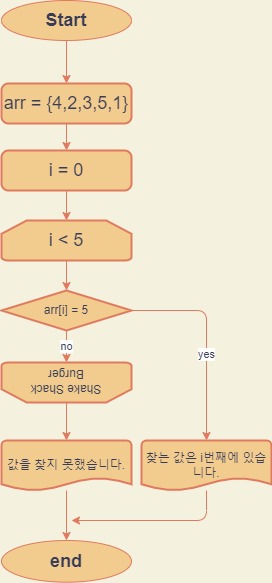 Start
arr = {4,2,3,5,1}
i = 0
i < 5
arr[i] = 5
no
yes
Shake Shack
Burger
값을 찾지 못했습니다.
찾는 값은 i번째에 있습
니다.
end